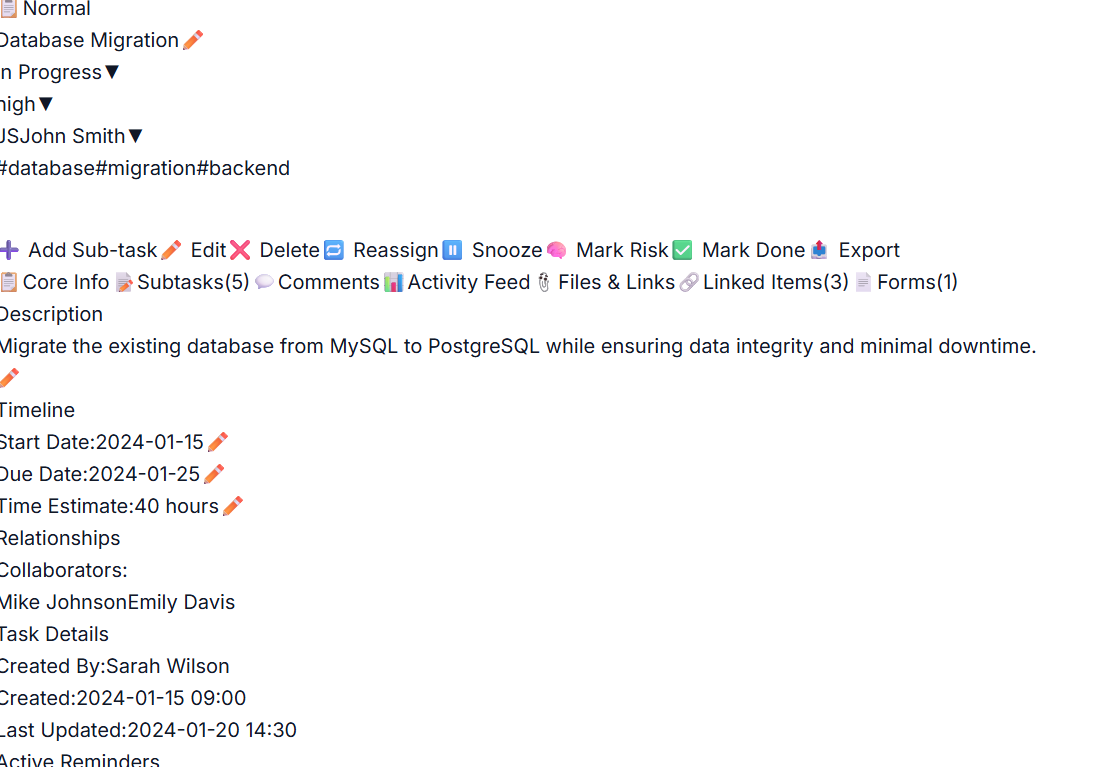 📋Normal
Database Migration✏️
In Progress▼
high▼
JSJohn Smith▼
#database#migration#backend
➕ Add Sub-task✏️ Edit❌ Delete🔁 Reassign⏸️ Snooze🧠 Mark Risk✅ Mark Done📤 Export
📋Core Info📝Subtasks(5)💬Comments📊Activity Feed🖇️Files & Links🔗Linked Items(3)📄Forms(1)
Description
Migrate the existing database from MySQL to PostgreSQL while ensuring data integrity and minimal downtime.
✏️
Timeline
Start Date:2024-01-15✏️
Due Date:2024-01-25✏️
Time Estimate:40 hours✏️
Relationships
Collaborators:
Mike JohnsonEmily Davis
Task Details
Created By:Sarah Wilson
Created:2024-01-15 09:00
Last Updated:2024-01-20 14:30
Active Reminders